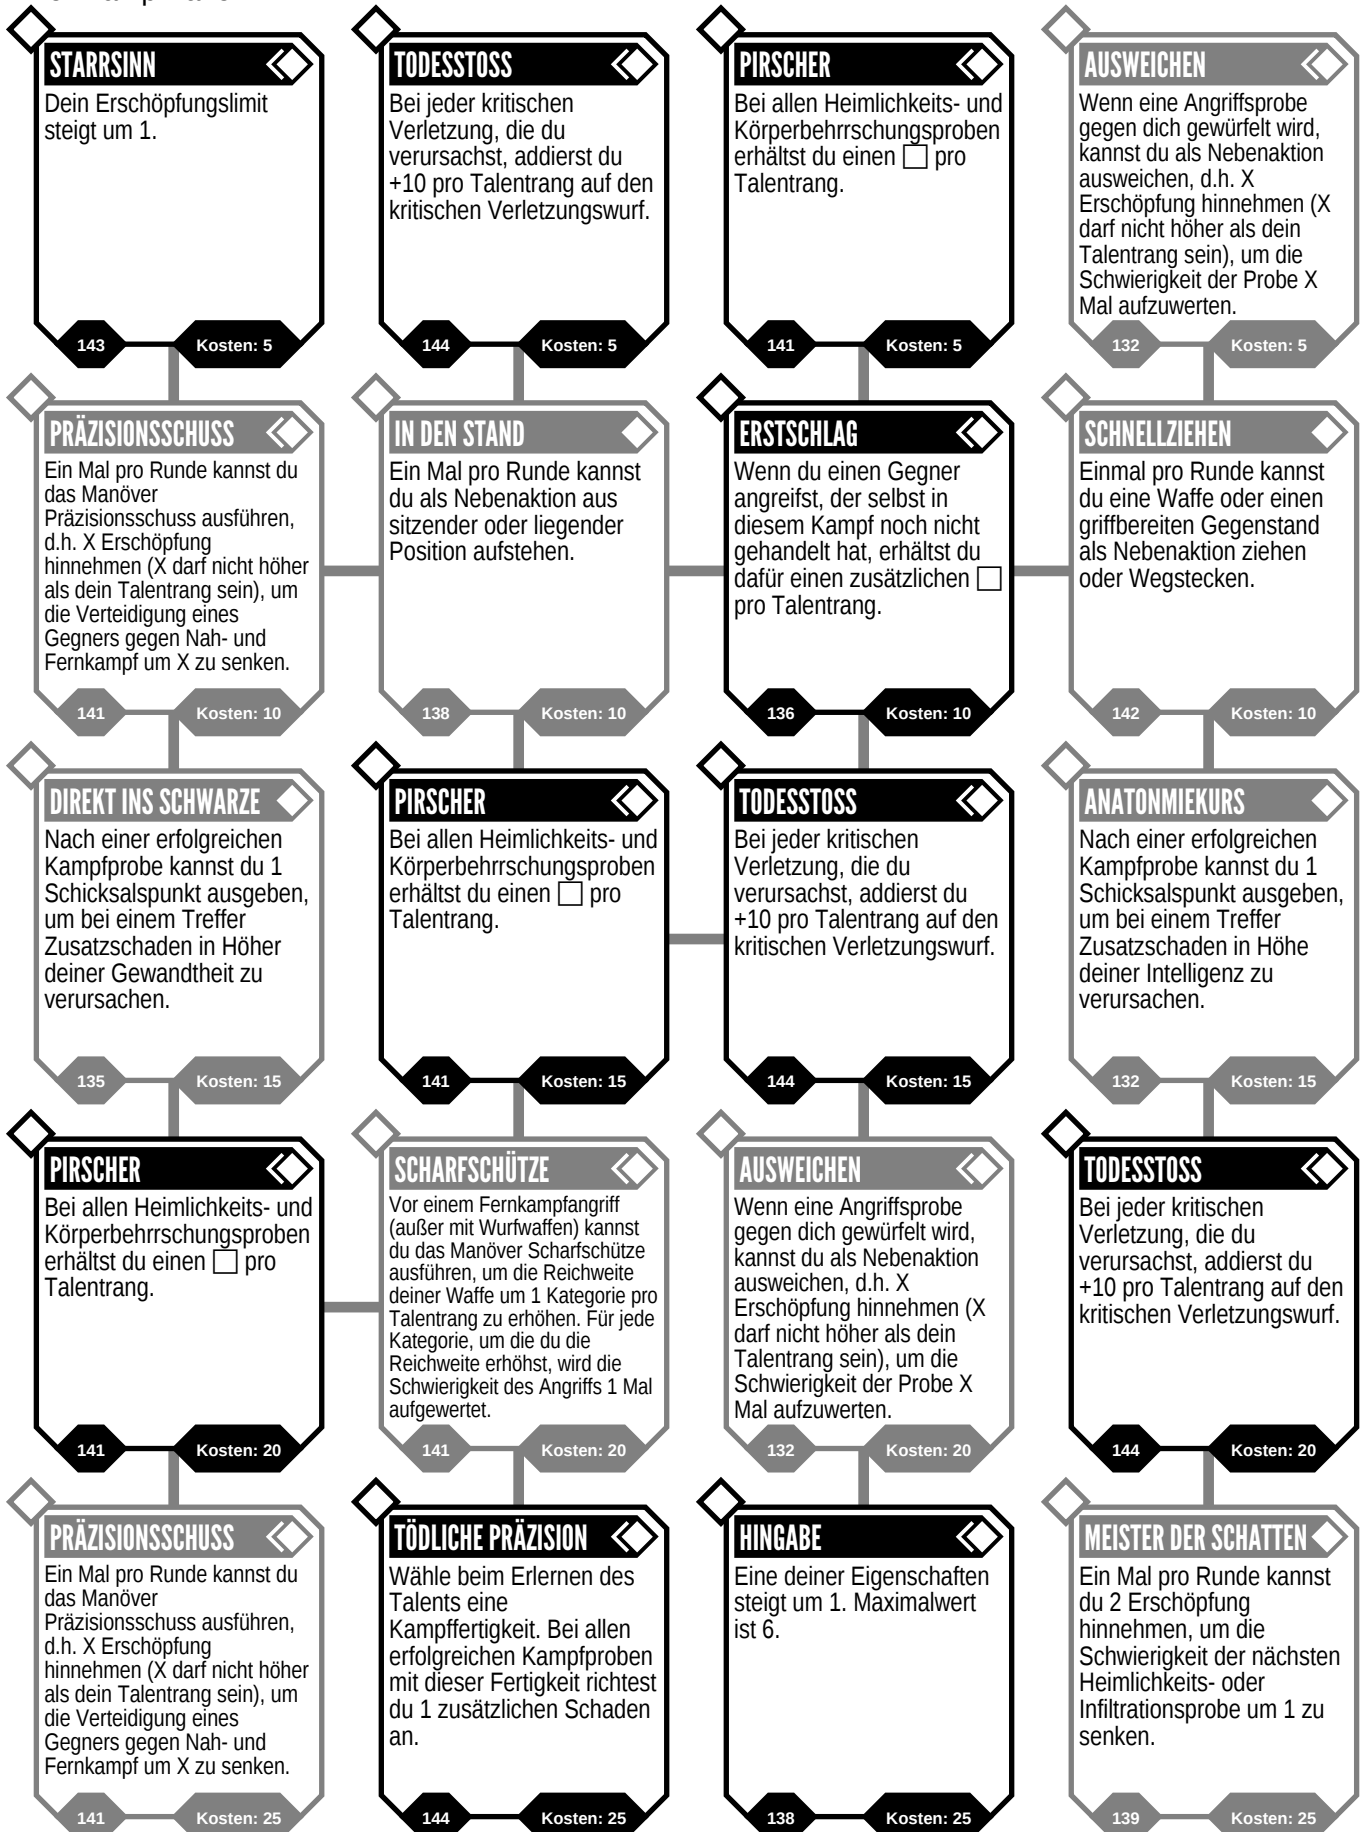 STARRSINN
Dein Erschöpfungslimit
steigt um 1.
143
Kosten: 5
TODESSTOSS
Bei jeder kritischen
Verletzung, die du
verursachst, addierst du
+10 pro Talentrang auf den
kritischen Verletzungswurf.
144
Kosten: 5
PIRSCHER
Bei allen Heimlichkeits- und
Körperbehrrschungsproben
erhältst du einen □ pro
Talentrang.
141
Kosten: 5
AUSWEICHEN
Wenn eine Angriffsprobe
gegen dich gewürfelt wird,
kannst du als Nebenaktion
ausweichen, d.h. X
Erschöpfung hinnehmen (X
darf nicht höher als dein
Talentrang sein), um die
Schwierigkeit der Probe X
Mal aufzuwerten.
132
Kosten: 5
PRÄZISIONSSCHUSS
Ein Mal pro Runde kannst du
das Manöver
Präzisionsschuss ausführen,
d.h. X Erschöpfung
hinnehmen (X darf nicht höher
als dein Talentrang sein), um
die Verteidigung eines
Gegners gegen Nah- und
Fernkampf um X zu senken.
141
Kosten: 10
IN DEN STAND
Ein Mal pro Runde kannst
du als Nebenaktion aus
sitzender oder liegender
Position aufstehen.
138
Kosten: 10
ERSTSCHLAG
Wenn du einen Gegner
angreifst, der selbst in
diesem Kampf noch nicht
gehandelt hat, erhältst du
dafür einen zusätzlichen □
pro Talentrang.
136
Kosten: 10
SCHNELLZIEHEN
Einmal pro Runde kannst
du eine Waffe oder einen
griffbereiten Gegenstand
als Nebenaktion ziehen
oder Wegstecken.
142
Kosten: 10
DIREKT INS SCHWARZE
Nach einer erfolgreichen
Kampfprobe kannst du 1
Schicksalspunkt ausgeben,
um bei einem Treffer
Zusatzschaden in Höher
deiner Gewandtheit zu
verursachen.
135
Kosten: 15
PIRSCHER
Bei allen Heimlichkeits- und
Körperbehrrschungsproben
erhältst du einen □ pro
Talentrang.
141
Kosten: 15
TODESSTOSS
Bei jeder kritischen
Verletzung, die du
verursachst, addierst du
+10 pro Talentrang auf den
kritischen Verletzungswurf.
144
Kosten: 15
ANATONMIEKURS
Nach einer erfolgreichen
Kampfprobe kannst du 1
Schicksalspunkt ausgeben,
um bei einem Treffer
Zusatzschaden in Höhe
deiner Intelligenz zu
verursachen.
132
Kosten: 15
PIRSCHER
Bei allen Heimlichkeits- und
Körperbehrrschungsproben
erhältst du einen □ pro
Talentrang.
141
Kosten: 20
SCHARFSCHÜTZE
Vor einem Fernkampfangriff
(außer mit Wurfwaffen) kannst
du das Manöver Scharfschütze
ausführen, um die Reichweite
deiner Waffe um 1 Kategorie pro
Talentrang zu erhöhen. Für jede
Kategorie, um die du die
Reichweite erhöhst, wird die
Schwierigkeit des Angriffs 1 Mal
aufgewertet.
141
Kosten: 20
AUSWEICHEN
Wenn eine Angriffsprobe
gegen dich gewürfelt wird,
kannst du als Nebenaktion
ausweichen, d.h. X
Erschöpfung hinnehmen (X
darf nicht höher als dein
Talentrang sein), um die
Schwierigkeit der Probe X
Mal aufzuwerten.
132
Kosten: 20
TODESSTOSS
Bei jeder kritischen
Verletzung, die du
verursachst, addierst du
+10 pro Talentrang auf den
kritischen Verletzungswurf.
144
Kosten: 20
PRÄZISIONSSCHUSS
Ein Mal pro Runde kannst du
das Manöver
Präzisionsschuss ausführen,
d.h. X Erschöpfung
hinnehmen (X darf nicht höher
als dein Talentrang sein), um
die Verteidigung eines
Gegners gegen Nah- und
Fernkampf um X zu senken.
141
Kosten: 25
TÖDLICHE PRÄZISION
Wähle beim Erlernen des
Talents eine
Kampffertigkeit. Bei allen
erfolgreichen Kampfproben
mit dieser Fertigkeit richtest
du 1 zusätzlichen Schaden
an.
144
Kosten: 25
HINGABE
Eine deiner Eigenschaften
steigt um 1. Maximalwert
ist 6.
138
Kosten: 25
MEISTER DER SCHATTEN
Ein Mal pro Runde kannst
du 2 Erschöpfung
hinnehmen, um die
Schwierigkeit der nächsten
Heimlichkeits- oder
Infiltrationsprobe um 1 zu
senken.
139
Kosten: 25